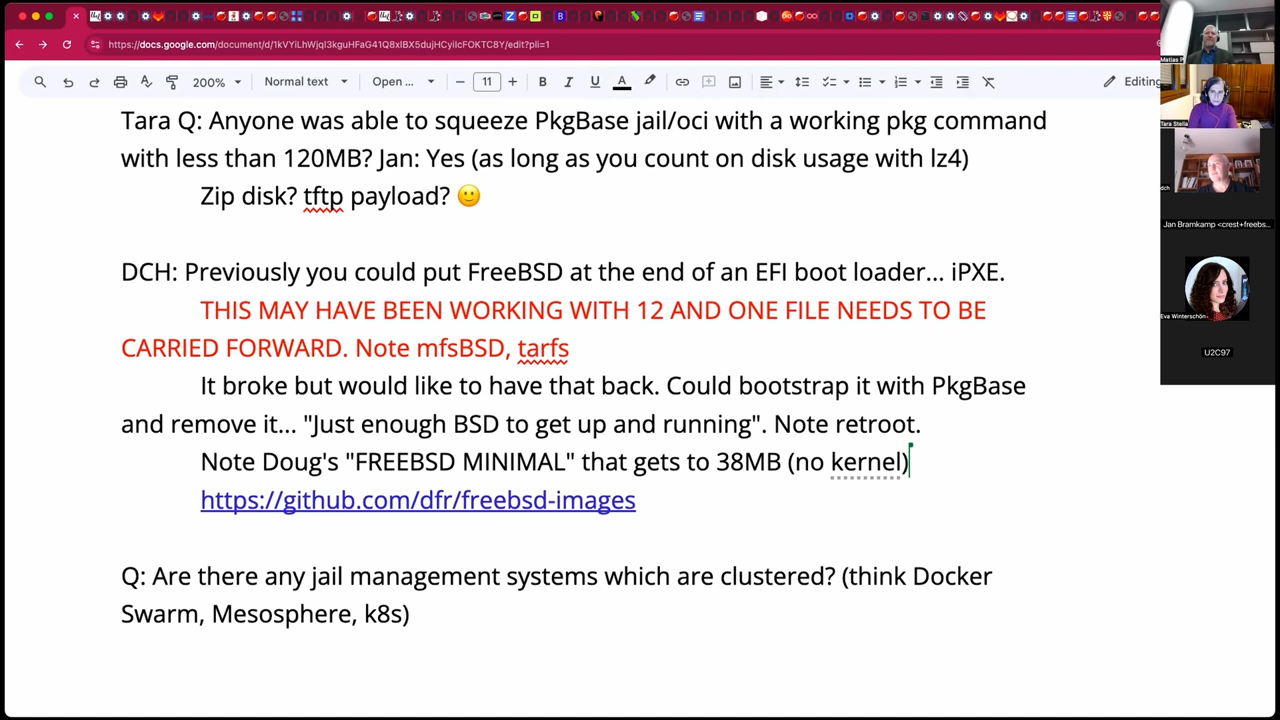 https://docs.google.com/document/d/1kVYiLhWjqI3kguHFaG41Q8xIBX5dujHCyiIcFOKTC8Y/edit?pli=1
200%
Normal text
Open ...
11
Editing
Tara Q: Anyone was able to squeeze PkgBase jail/oci with a working pkg command
with less than 120MB? Jan: Yes (as long as you count on disk usage with lz4)
Zip disk? tftp payload? 🙂
DCH: Previously you could put FreeBSD at the end of an EFI boot loader... iPXE.
THIS MAY HAVE BEEN WORKING WITH 12 AND ONE FILE NEEDS TO BE
CARRIED FORWARD. Note mfsBSD, tarfs
It broke but would like to have that back. Could bootstrap it with PkgBase
and remove it... "Just enough BSD to get up and running". Note retroot.
Note Doug's "FREEBSD MINIMAL" that gets to 38MB (no kernel)
https://github.com/dfr/freebsd-images
Q: Are there any jail management systems which are clustered? (think Docker
Swarm, Mesosphere, k8s)
Matias P
Tara Stella
dch
Jan Bramkamp <crest+freebs...
Eva Winterschön
U2C97